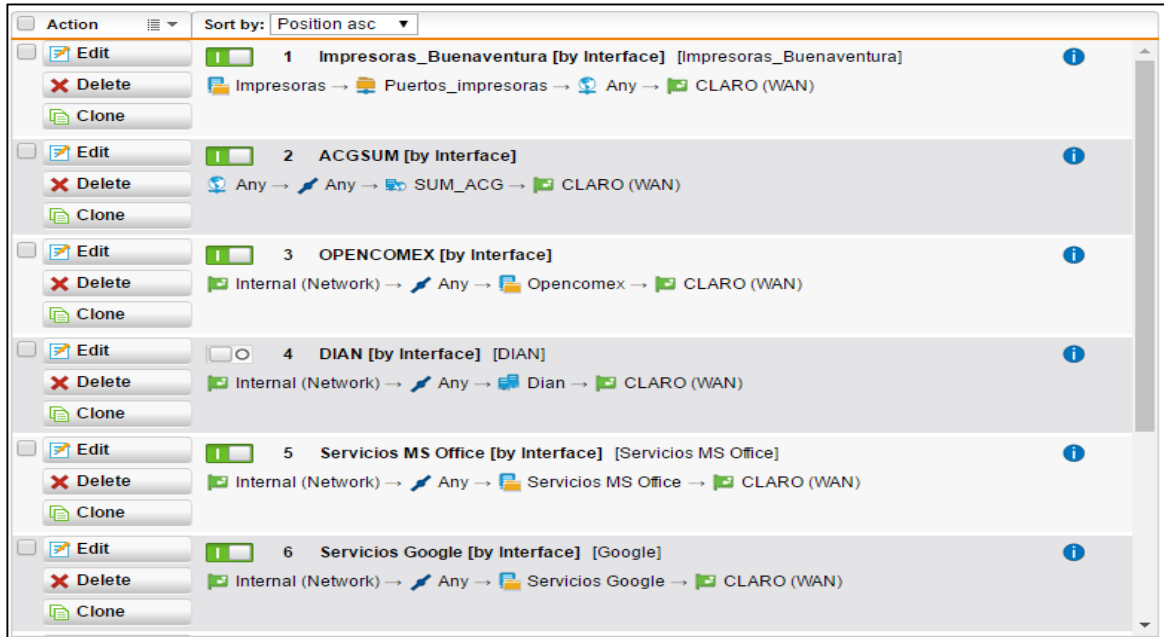 Action Sort by: Position asc
Edit 1 Impresoras_Buenaventura [by Interface] [Impresoras_Buenaventura]
Delete Impresoras → Puertos_impresoras → Any → CLARO (WAN)
Clone
Edit 2 ACGSUM [by Interface]
Delete Any → Any → SUM_ACG → CLARO (WAN)
Clone
Edit 3 OPENCOMEX [by Interface]
Delete Internal (Network) → Any → Opencomex → CLARO (WAN)
Clone
Edit 4 DIAN [by Interface] [DIAN]
Delete Internal (Network) → Any → Dian → CLARO (WAN)
Clone
Edit 5 Servicios MS Office [by Interface] [Servicios MS Office]
Delete Internal (Network) → Any → Servicios MS Office → CLARO (WAN)
Clone
Edit 6 Servicios Google [by Interface] [Google]
Delete Internal (Network) → Any → Servicios Google → CLARO (WAN)
Clone